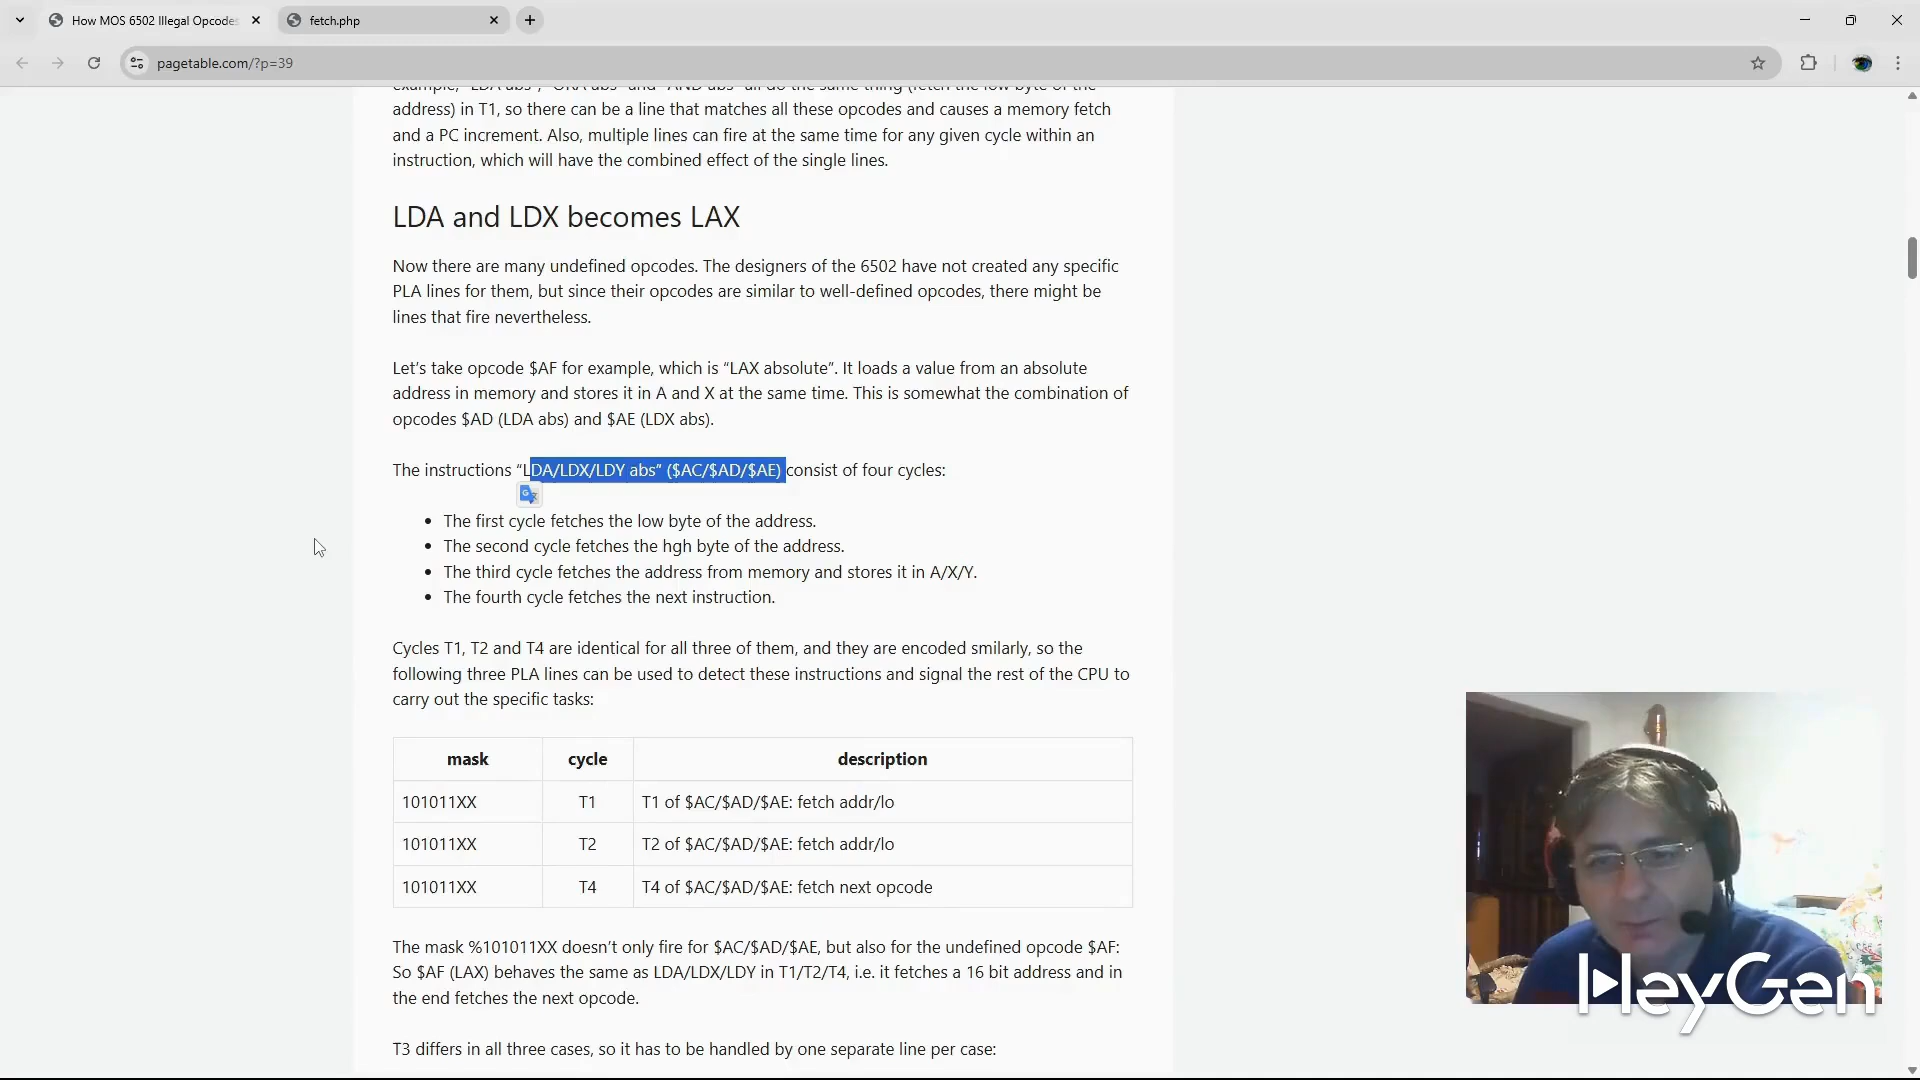 How MOS 6502 Illegal Opcodes
fetch.php
pagetable.com/?p=39
address) in T1, so there can be a line that matches all these opcodes and causes a memory fetch
and a PC increment. Also, multiple lines can fire at the same time for any given cycle within an
instruction, which will have the combined effect of the single lines.
LDA and LDX becomes LAX
Now there are many undefined opcodes. The designers of the 6502 have not created any specific
PLA lines for them, but since their opcodes are similar to well-defined opcodes, there might be
lines that fire nevertheless.
Let’s take opcode $AF for example, which is “LAX absolute”. It loads a value from an absolute
address in memory and stores it in A and X at the same time. This is somewhat the combination of
opcodes $AD (LDA abs) and $AE (LDX abs).
The instructions “LDA/LDX/LDY abs” ($AC/$AD/$AE) consist of four cycles:
• The first cycle fetches the low byte of the address.
• The second cycle fetches the hgh byte of the address.
• The third cycle fetches the address from memory and stores it in A/X/Y.
• The fourth cycle fetches the next instruction.
Cycles T1, T2 and T4 are identical for all three of them, and they are encoded smilarly, so the
following three PLA lines can be used to detect these instructions and signal the rest of the CPU to
carry out the specific tasks:
mask cycle description
101011XX T1 T1 of $AC/$AD/$AE: fetch addr/lo
101011XX T2 T2 of $AC/$AD/$AE: fetch addr/lo
101011XX T4 T4 of $AC/$AD/$AE: fetch next opcode
The mask %101011XX doesn’t only fire for $AC/$AD/$AE, but also for the undefined opcode $AF:
So $AF (LAX) behaves the same as LDA/LDX/LDY in T1/T2/T4, i.e. it fetches a 16 bit address and in
the end fetches the next opcode.
T3 differs in all three cases, so it has to be handled by one separate line per case:
HeyGen